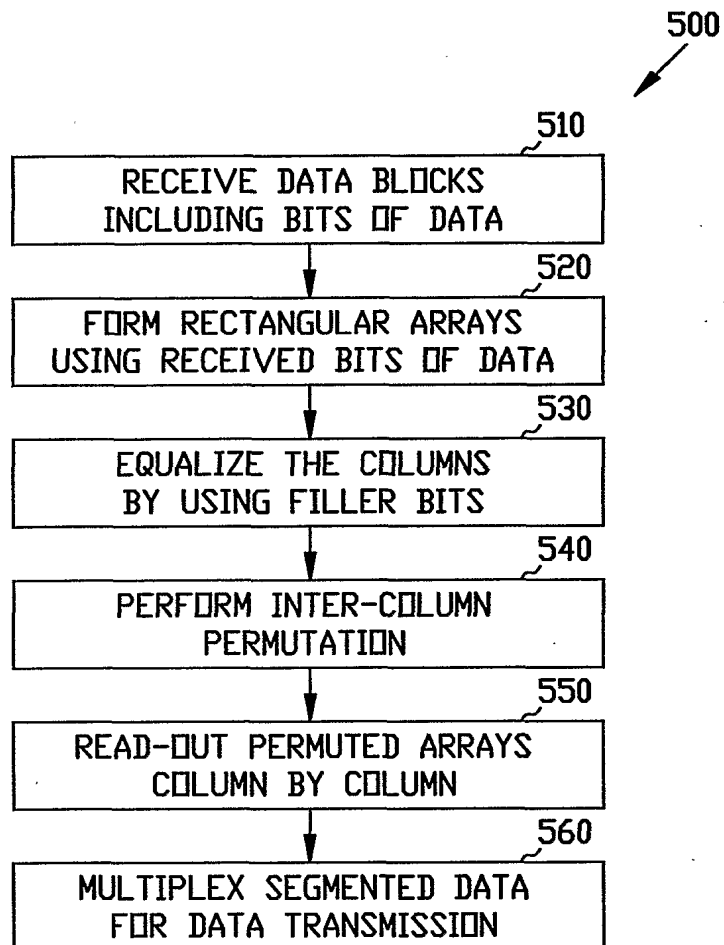 500
510
RECEIVE DATA BLOCKS
INCLUDING BITS OF DATA
520
FORM RECTANGULAR ARRAYS
USING RECEIVED BITS OF DATA
530
EQUALIZE THE COLUMNS
BY USING FILLER BITS
540
PERFORM INTER-COLUMN
PERMUTATION
550
READ-OUT PERMUTED ARRAYS
COLUMN BY COLUMN
560
MULTIPLEX SEGMENTED DATA
FOR DATA TRANSMISSION